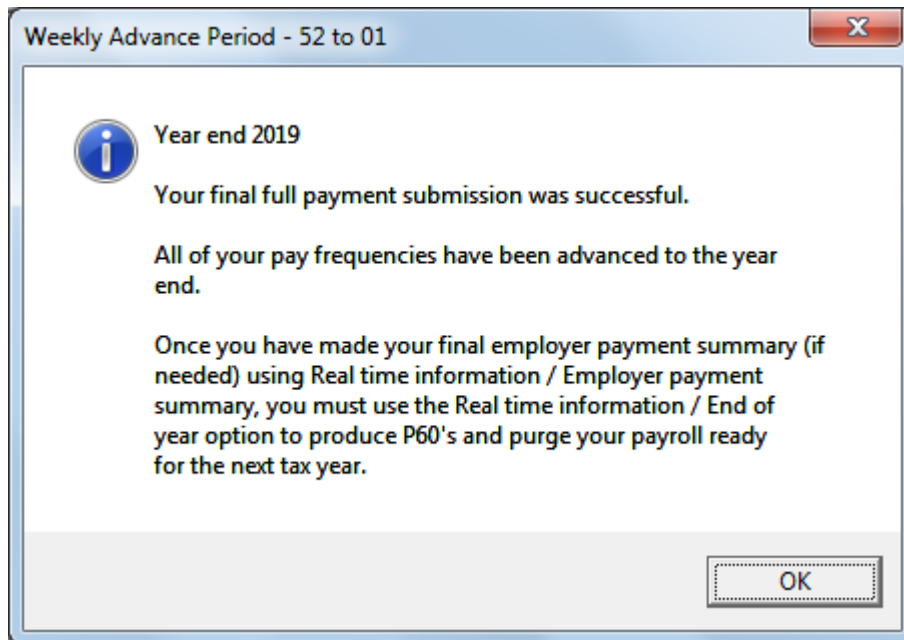 Weekly Advance Period - 52 to 01
Year end 2019
Your final full payment submission was successful.
All of your pay frequencies have been advanced to the year
end.
Once you have made your final employer payment summary (if
needed) using Real time information / Employer payment
summary, you must use the Real time information / End of
year option to produce P60's and purge your payroll ready
for the next tax year.
OK